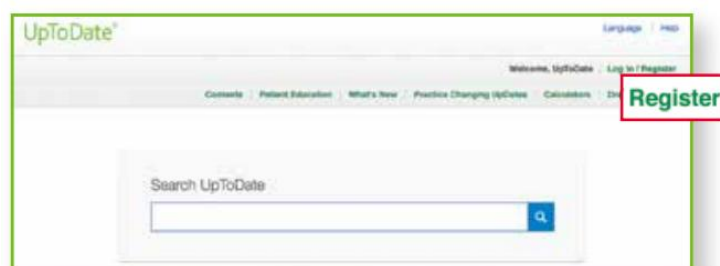 UpToDate®
Language | Help
Welcome, UpToDate / Log In / Register
Contents / Patient Education / What's New / Practice Changing UpDates / Calculators
Register
Search UpToDate